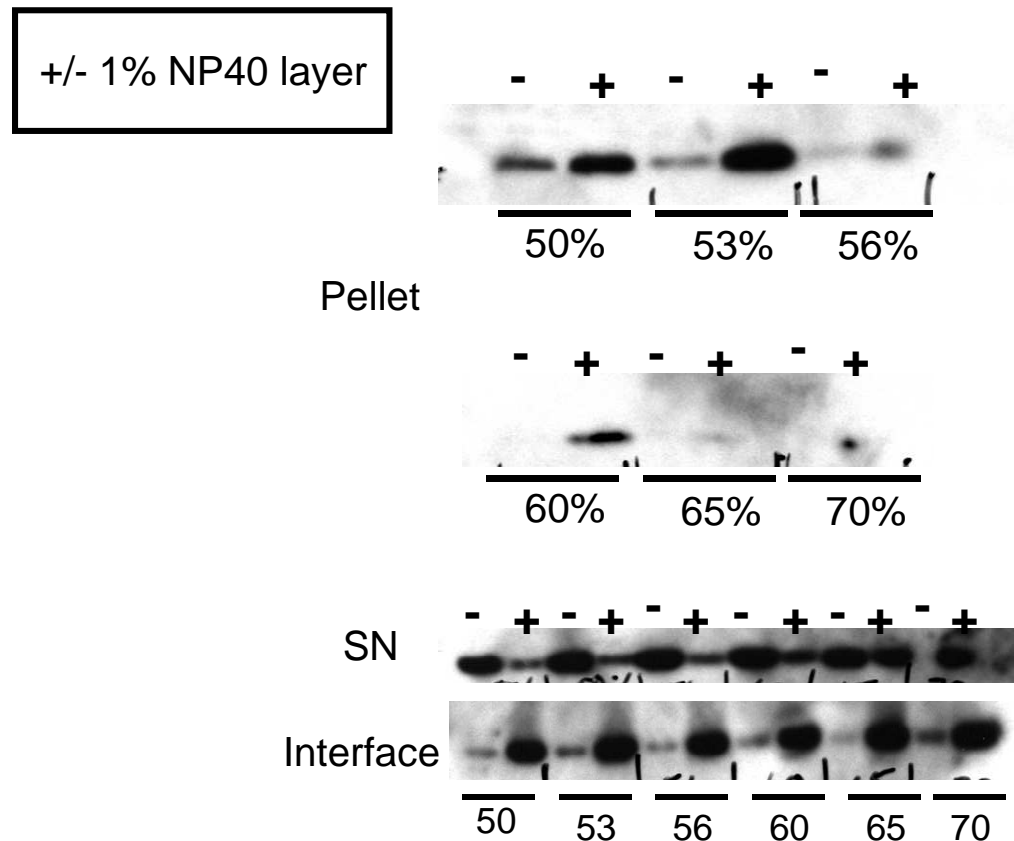 +/- 1% NP40 layer
- + - + - +
50% 53% 56%
Pellet
- + - + - +
60% 65% 70%
- + - + - + - + - + - +
SN
Interface
50 53 56 60 65 70